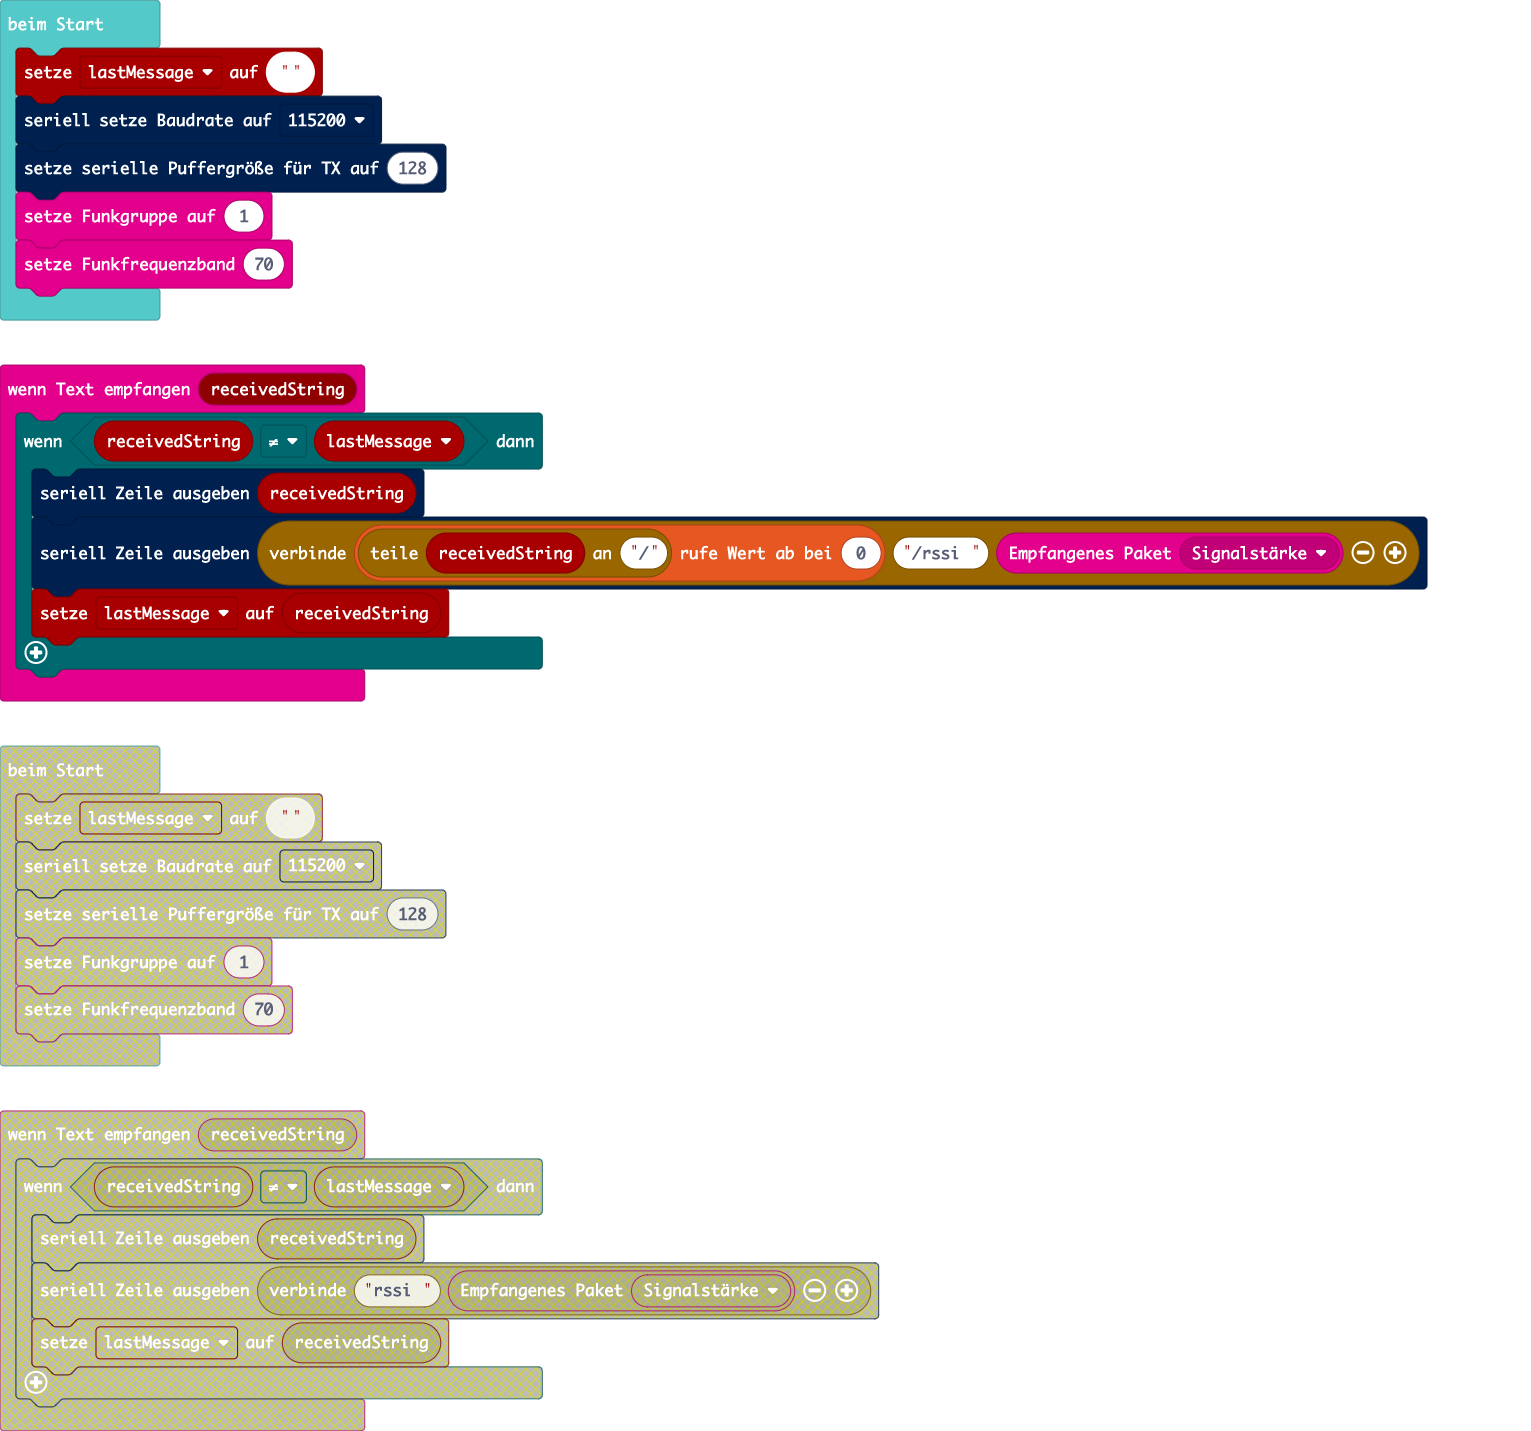 beim Start
setze lastMessage auf " "
seriell setze Baudrate auf 115200
setze serielle Puffergröße für TX auf 128
setze Funkgruppe auf 1
setze Funkfrequenzband 70
wenn Text empfangen receivedString
wenn receivedString ≠ lastMessage dann
seriell Zeile ausgeben receivedString
seriell Zeile ausgeben verbinde teile receivedString an "/" rufe Wert ab bei 0 "/rssi " Empfangenes Paket Signalstärke
setze lastMessage auf receivedString
beim Start
setze lastMessage auf " "
seriell setze Baudrate auf 115200
setze serielle Puffergröße für TX auf 128
setze Funkgruppe auf 1
setze Funkfrequenzband 70
wenn Text empfangen receivedString
wenn receivedString ≠ lastMessage dann
seriell Zeile ausgeben receivedString
seriell Zeile ausgeben verbinde "rssi " Empfangenes Paket Signalstärke
setze lastMessage auf receivedString